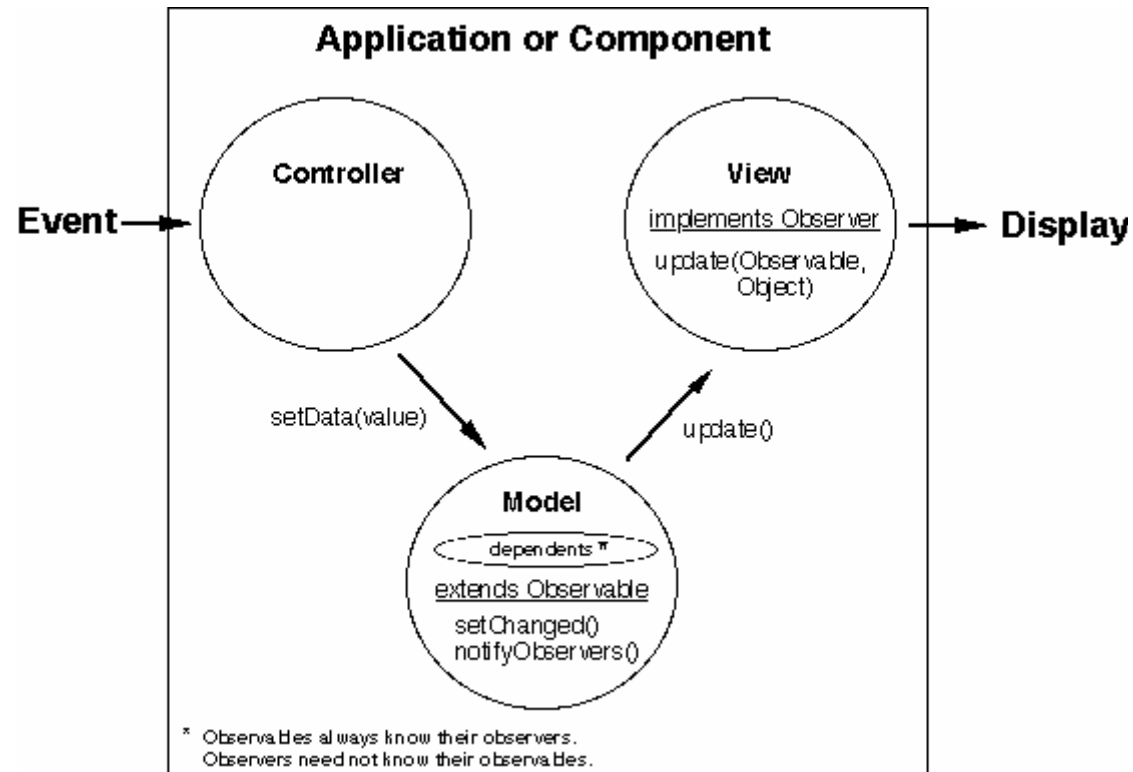 Application or Component
Controller
View
Event
implements Observer
Display
update(Observable,
Object)
setData(value)
update()
Model
dependents *
extends Observable
setChanged()
notifyObservers()
* Observables always know their observers.
Observers need not know their observables.